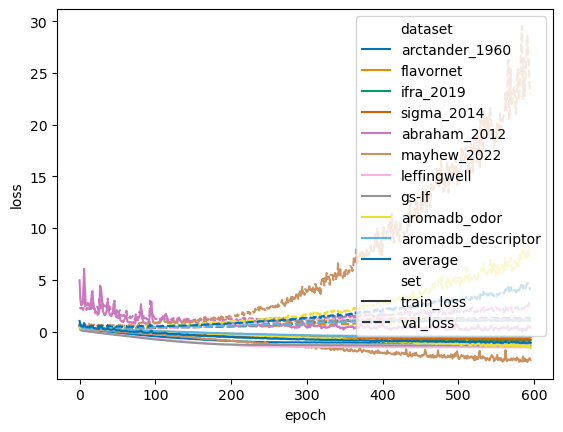 30
25
20
15
10
5
0
loss
0 100 200 300 400 500 600
epoch
dataset
arctander_1960
flavornet
ifra_2019
sigma_2014
abraham_2012
mayhew_2022
leffingwell
gs-lf
aromadb_odor
aromadb_descriptor
average
set
train_loss
val_loss